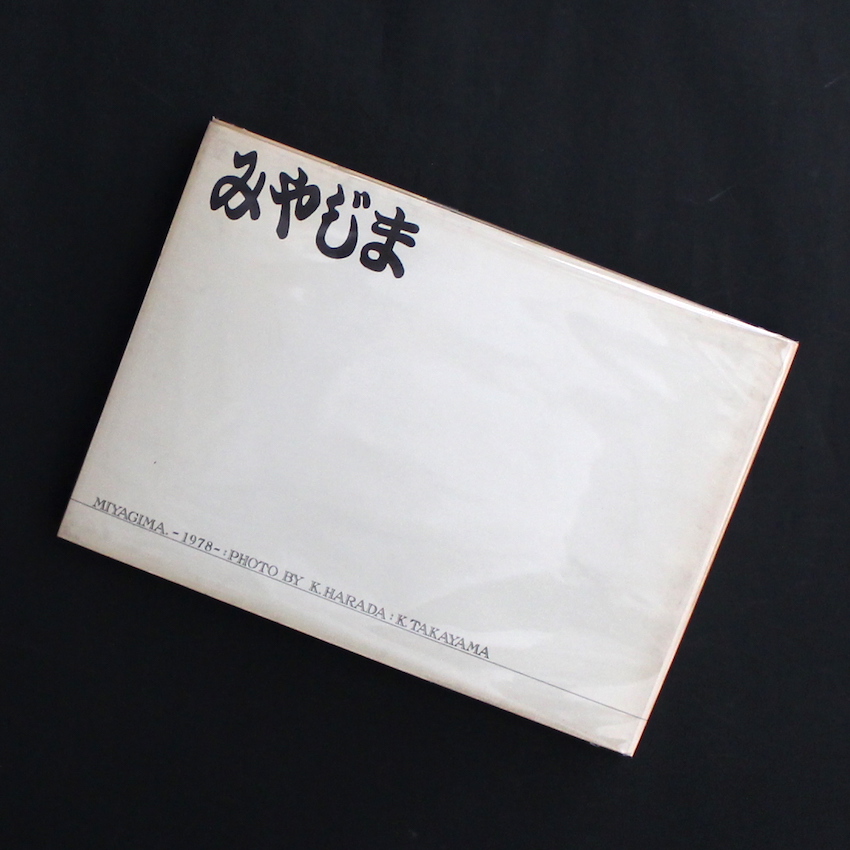 みやじま
MIYAGIMA. -1978- : PHOTO BY K. HARADA : K. TAKAYAMA